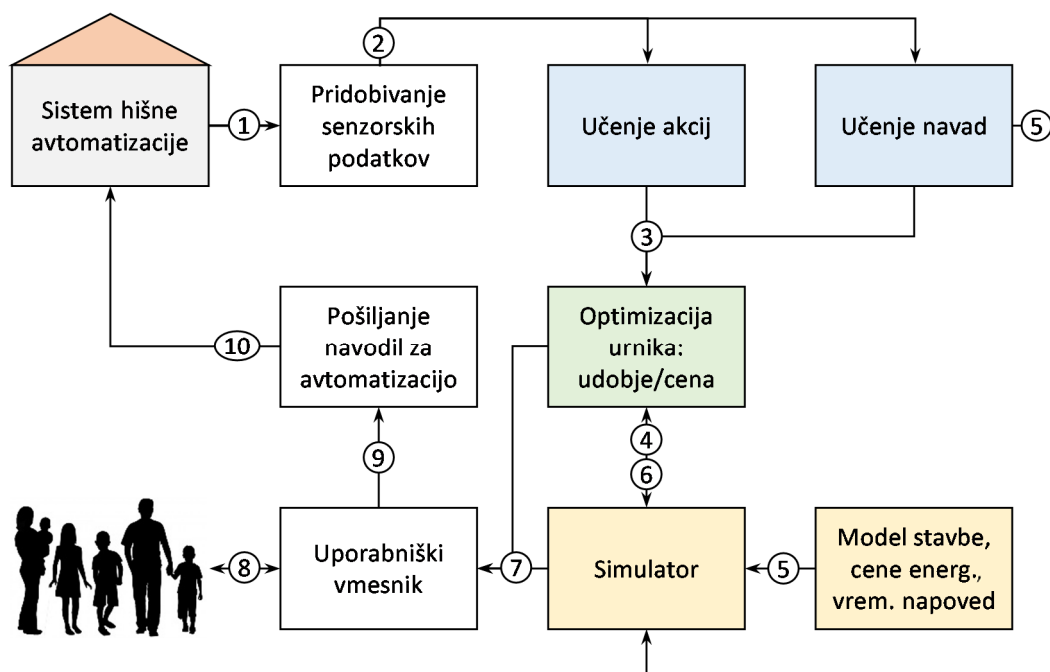 2
Sistem hišne
avtomatizacije
1
Pridobivanje
senzorskih
podatkov
Učenje akcij
Učenje navad
5
3
10
Pošiljanje
navodil za
avtomatizacijo
Optimizacija
urnika:
udobje/cena
9
4
6
8
Uporabniški
vmesnik
7
Simulator
5
Model stavbe,
cene energ.,
vrem. napoved